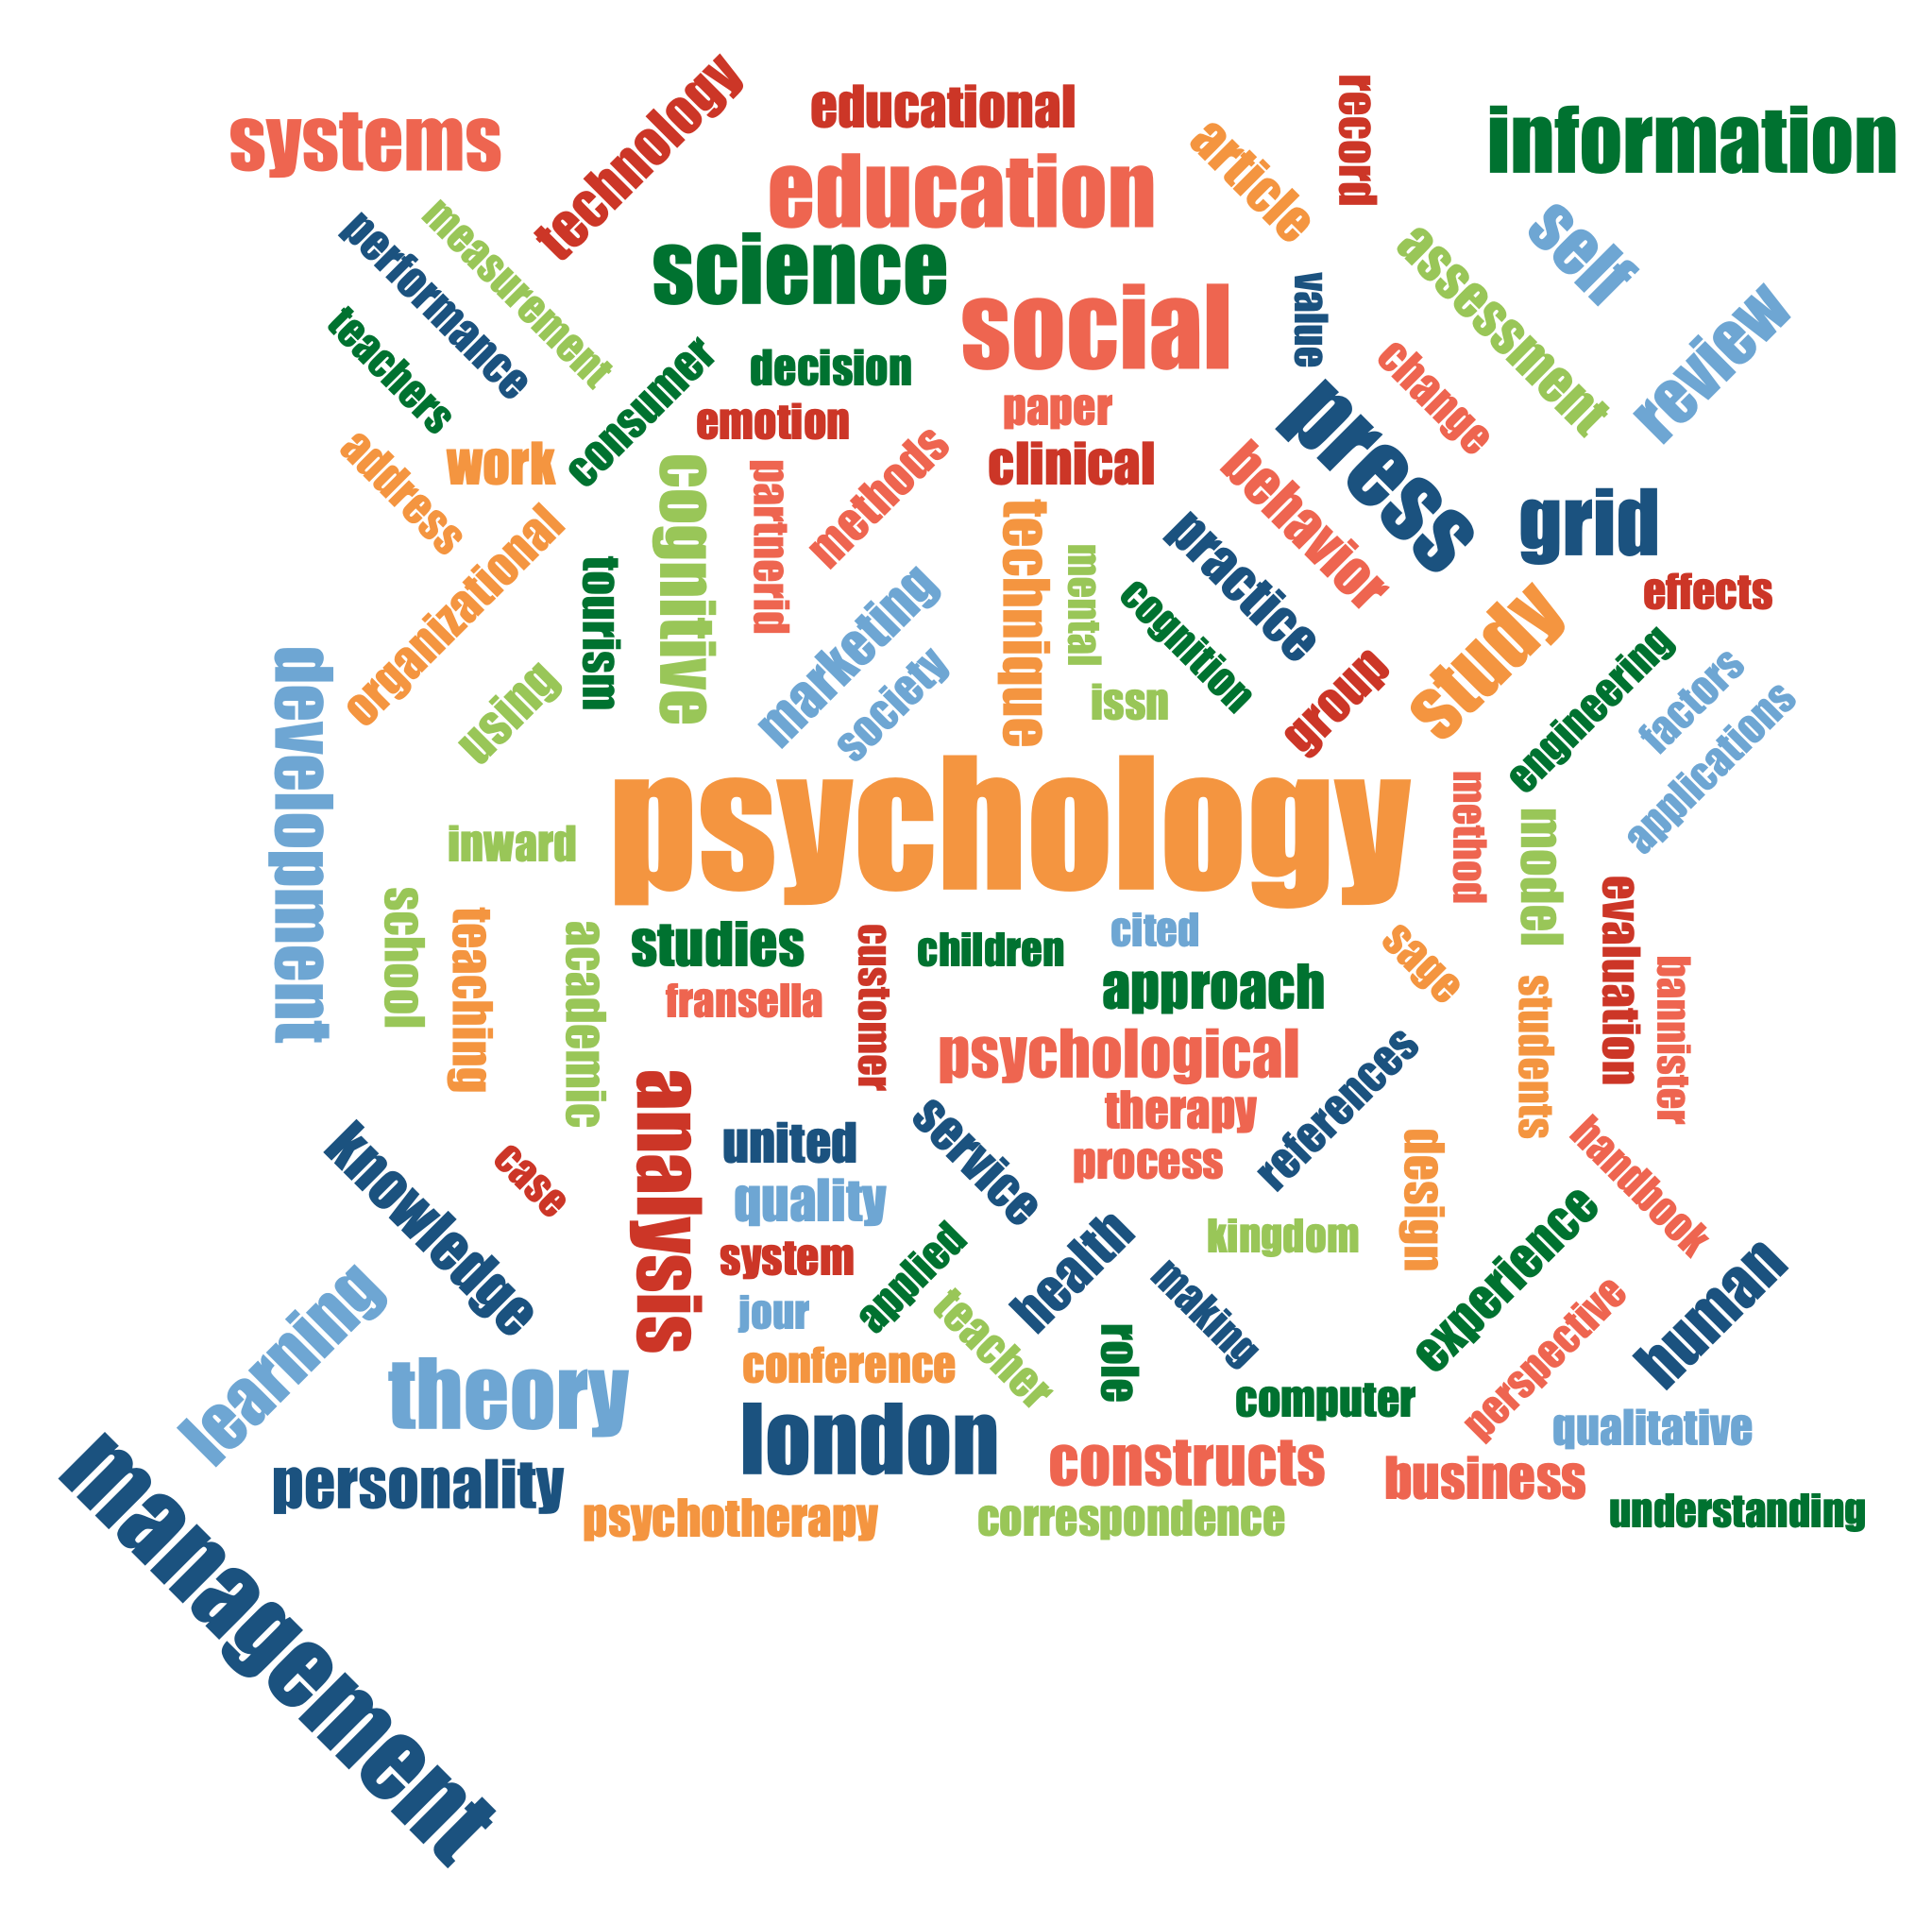 systems
technology
educational
record
information
education
article
performance
measurement
science
self
assessment
social
value
review
teachers
consumer
decision
change
emotion
paper
press
address
work
cognitive
partnerid
methods
clinical
behavior
grid
organizational
tourism
technique
mental
practice
effects
marketing
cognition
study
development
using
society
issn
group
engineering
factors
applications
psychology
method
model
inward
school
teaching
academic
studies
customer
children
cited
approach
sage
evaluation
fransella
students
bannister
psychological
analysis
therapy
references
knowledge
case
united
service
process
design
handbook
quality
system
applied
health
kingdom
experience
human
learning
jour
teacher
making
role
perspective
theory
conference
computer
london
qualitative
management
personality
constructs
business
psychotherapy
correspondence
understanding